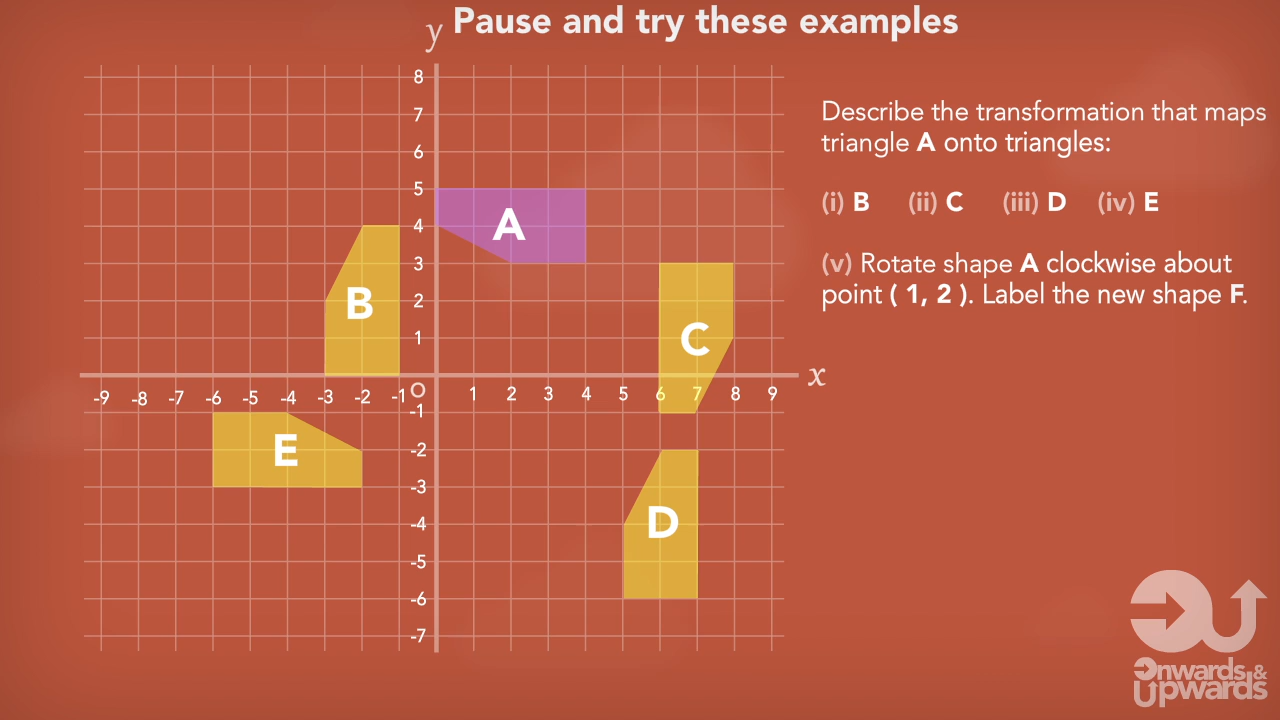 Pause and try these examples
y
8
7
6
5
4
3
2
1
A
B
C
D
E
O
x
-9 -8 -7 -6 -5 -4 -3 -2 -1 1 2 3 4 5 6 7 8 9
-1
-2
-3
-4
-5
-6
-7
Describe the transformation that maps
triangle A onto triangles:
(i) B (ii) C (iii) D (iv) E
(v) Rotate shape A clockwise about
point ( 1, 2 ). Label the new shape F.
Onwards &
Upwards